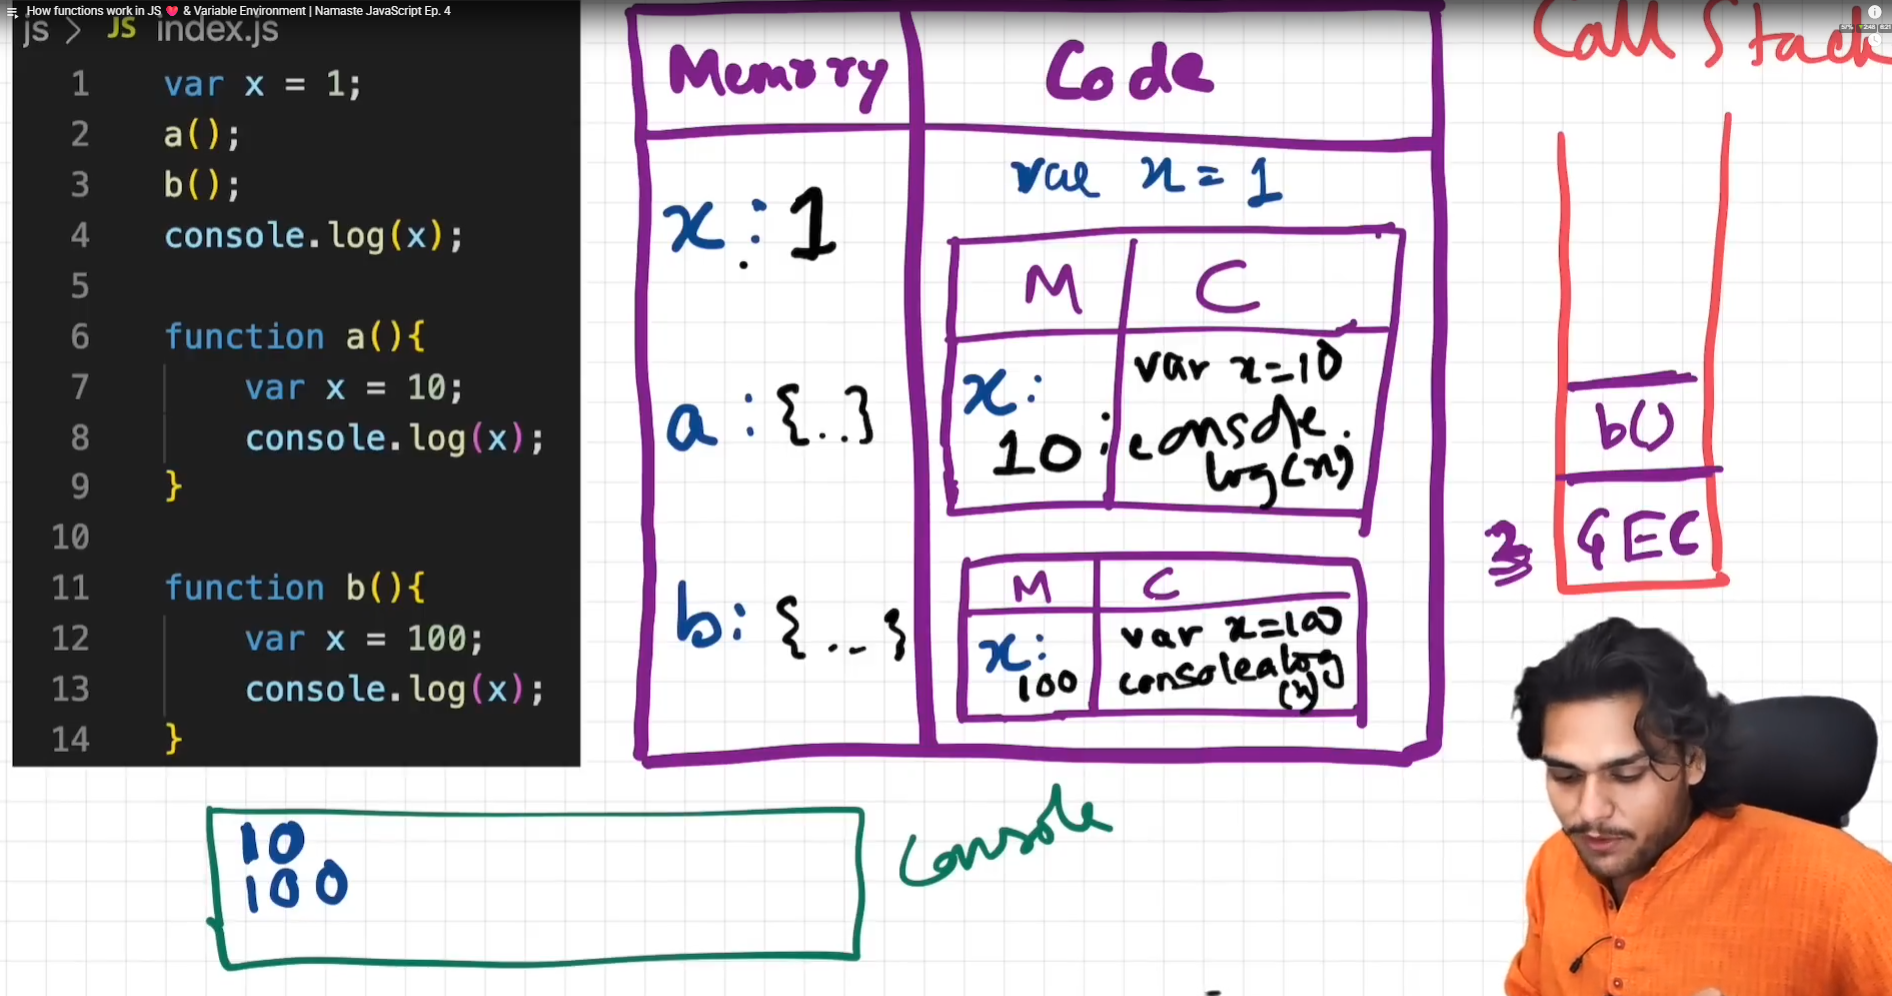 How functions work in JS ❤️ & Variable Environment | Namaste JavaScript Ep. 4
js > JS index.js
1 var x = 1;
2 a();
3 b();
4 console.log(x);
5
6 function a(){
7 var x = 10;
8 console.log(x);
9 }
10
11 function b(){
12 var x = 100;
13 console.log(x);
14 }
Memory Code
x : 1
a : {..}
b: {...}
var x = 1
M C
x:
10
var x=10
console.
log(x)
M C
x:
100
var x=100
console.log
(x)
Call Stack
b()
GEC
10
100
Console